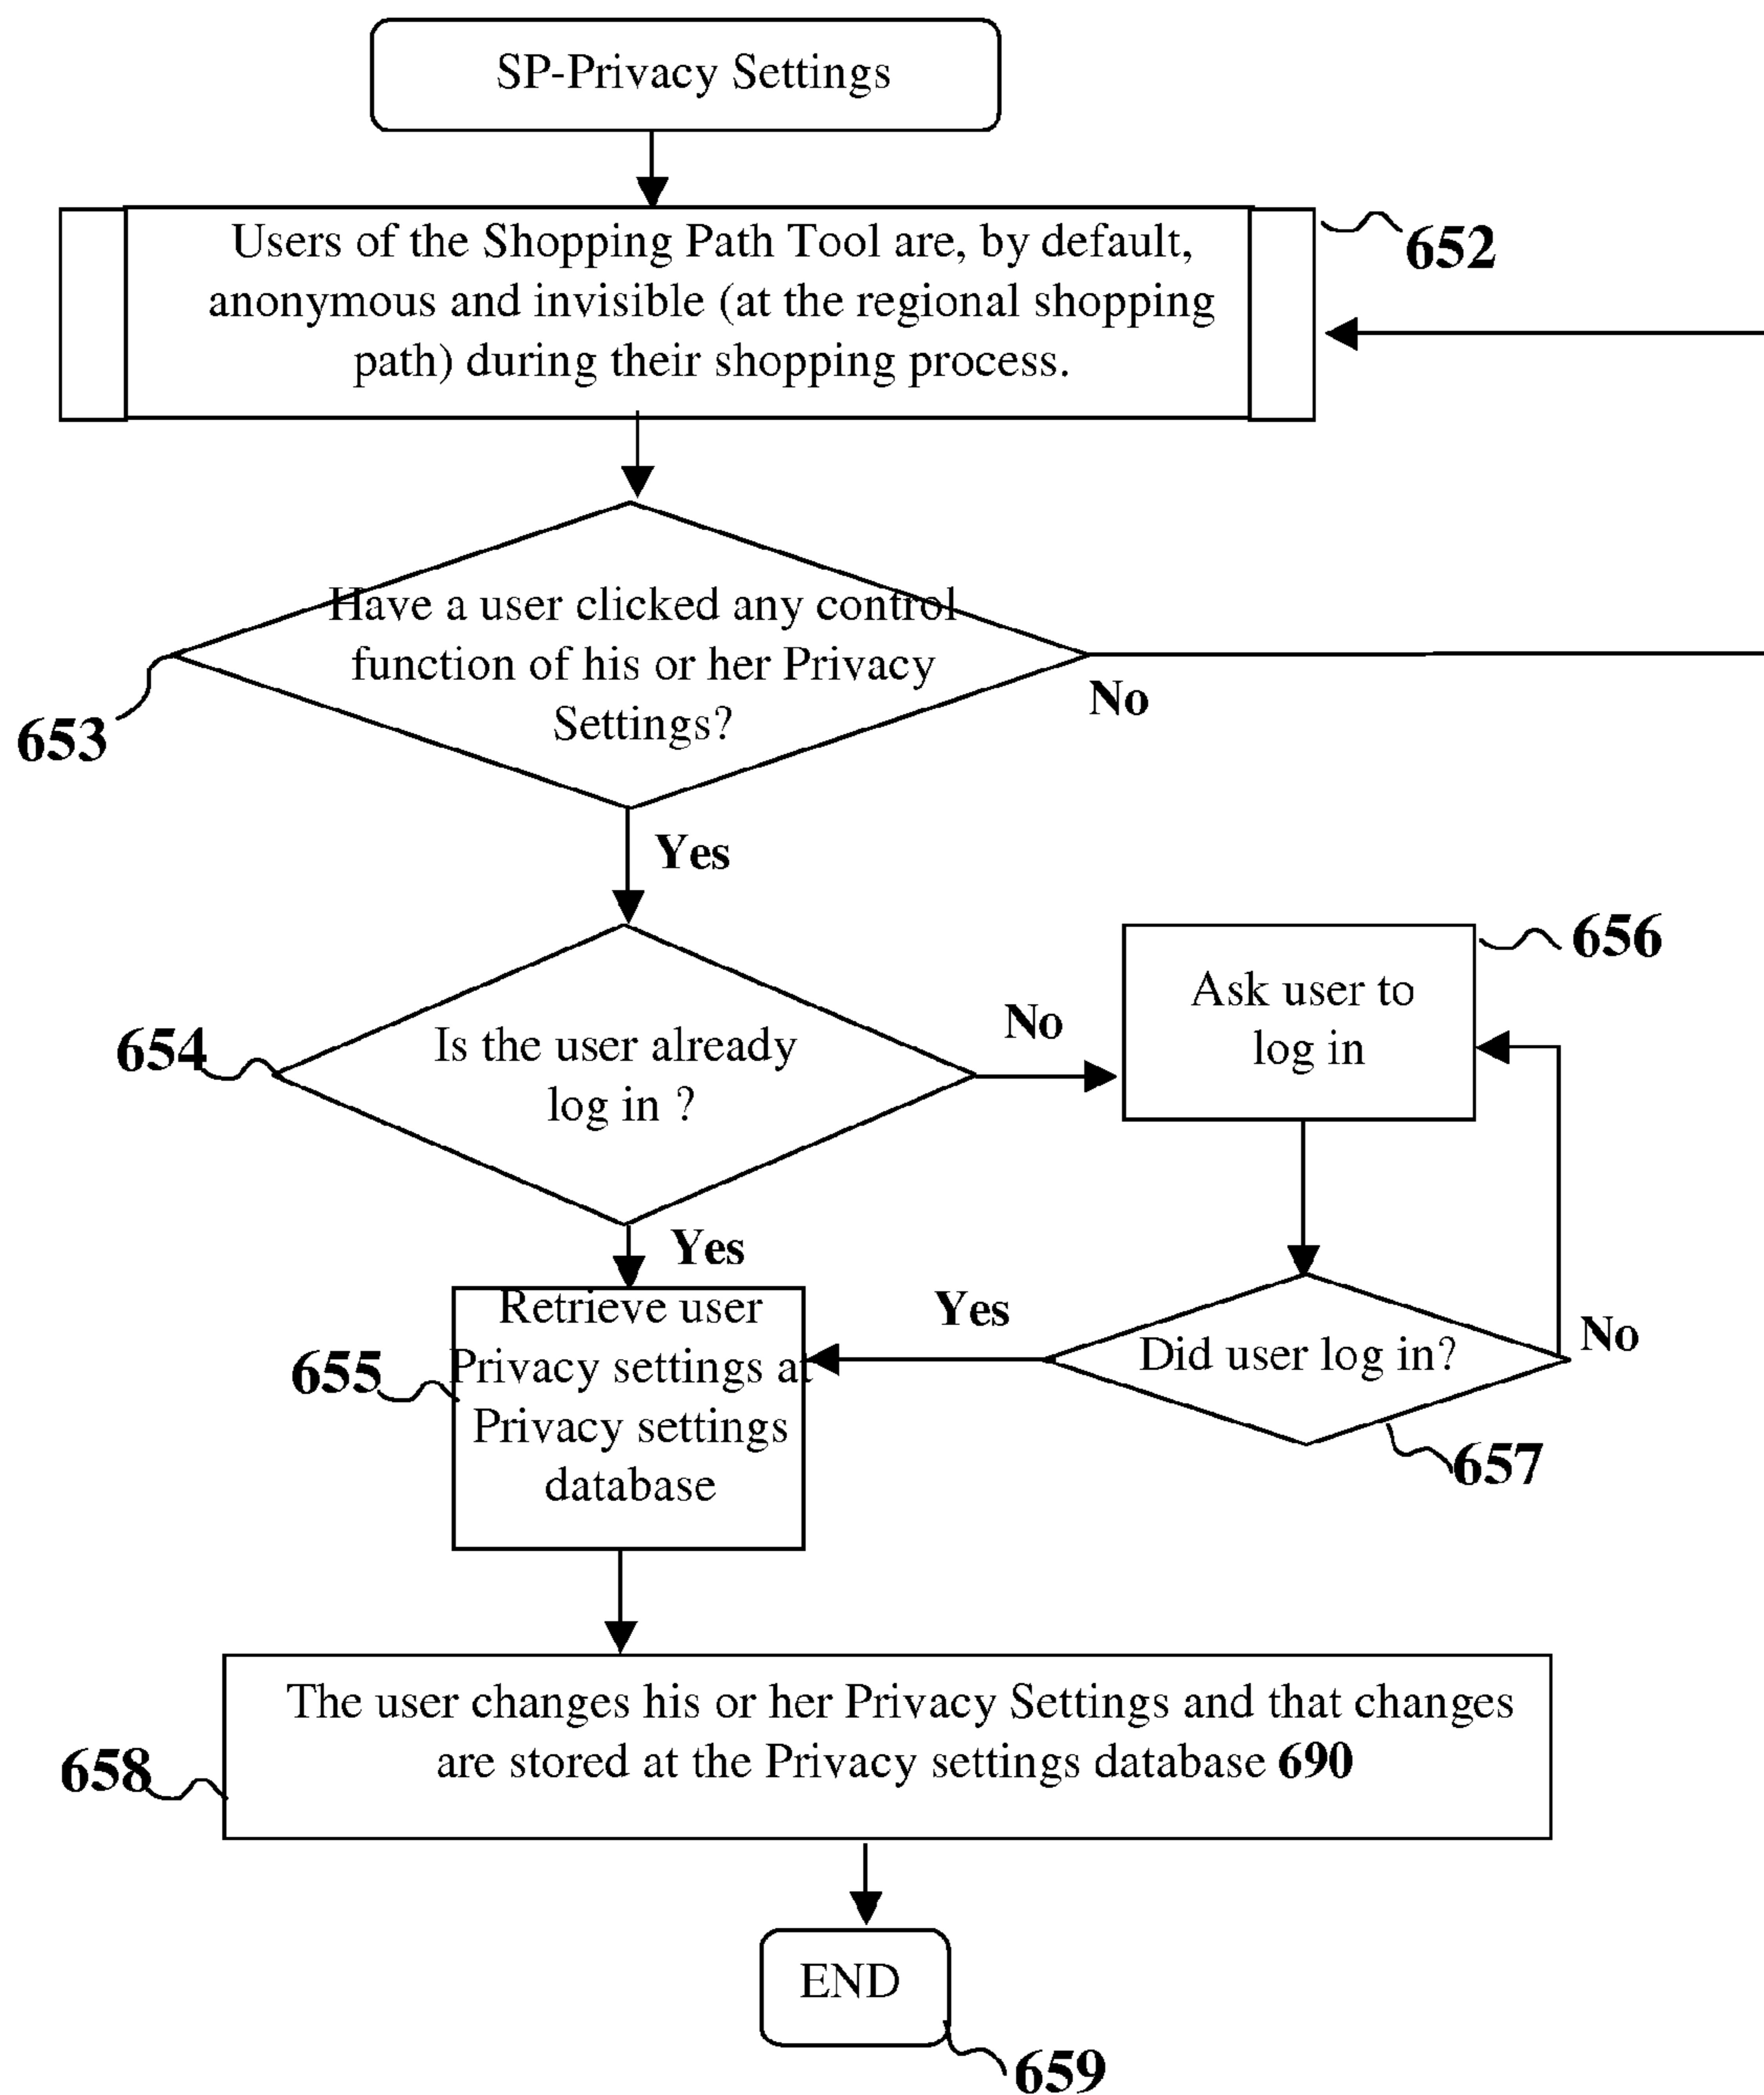 SP-Privacy Settings
Users of the Shopping Path Tool are, by default,
anonymous and invisible (at the regional shopping
path) during their shopping process.
652
Have a user clicked any control
function of his or her Privacy
Settings?
No
653
Yes
656
Ask user to
log in
No
654
Is the user already
log in ?
Yes
Retrieve user
Privacy settings at
Privacy settings
database
655
Yes
Did user log in?
No
657
The user changes his or her Privacy Settings and that changes
are stored at the Privacy settings database 690
658
END
659